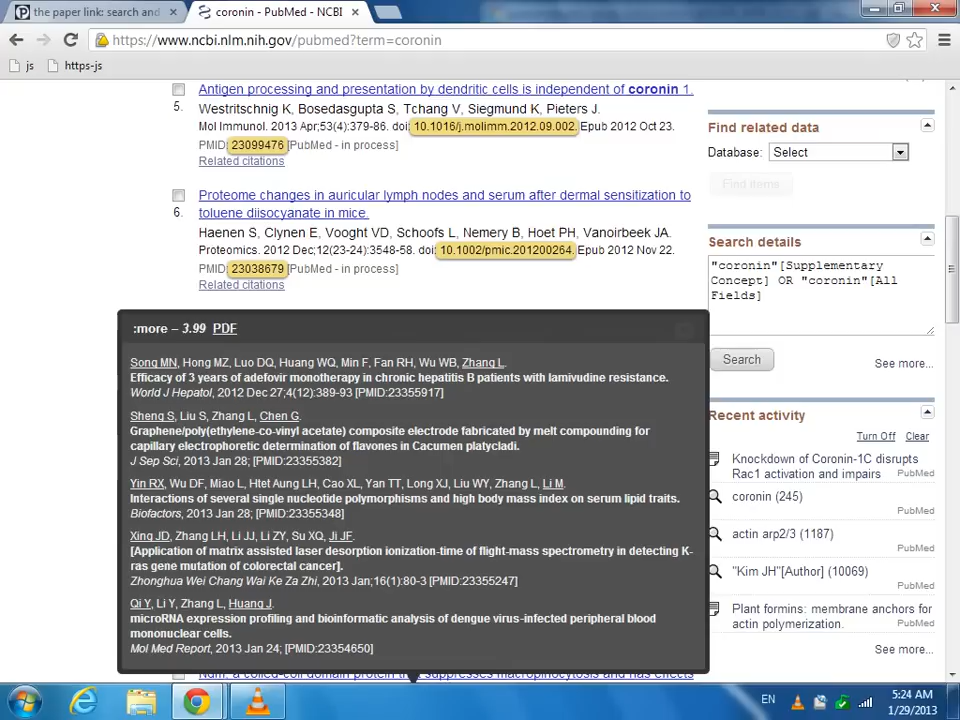 the paper link: search and
coronin - PubMed - NCBI
https://www.ncbi.nlm.nih.gov/pubmed?term=coronin
js
https-js
Antigen processing and presentation by dendritic cells is independent of coronin 1.
5.
Westritschnig K, Bosedasgupta S, Tchang V, Siegmund K, Pieters J.
Mol Immunol. 2013 Apr;53(4):379-86. doi: 10.1016/j.molimm.2012.09.002. Epub 2012 Oct 23.
PMID: 23099476 [PubMed - in process]
Related citations
Proteome changes in auricular lymph nodes and serum after dermal sensitization to
6.
toluene diisocyanate in mice.
Haenen S, Clynen E, Vooght VD, Schoofs L, Nemery B, Hoet PH, Vanoirbeek JA.
Proteomics. 2012 Dec;12(23-24):3548-58. doi: 10.1002/pmic.201200264. Epub 2012 Nov 22.
PMID: 23038679 [PubMed - in process]
Related citations
:more – 3.99 PDF
Song MN, Hong MZ, Luo DQ, Huang WQ, Min F, Fan RH, Wu WB, Zhang L.
Efficacy of 3 years of adefovir monotherapy in chronic hepatitis B patients with lamivudine resistance.
World J Hepatol, 2012 Dec 27;4(12):389-93 [PMID:23355917]
Sheng S, Liu S, Zhang L, Chen G.
Graphene/poly(ethylene-co-vinyl acetate) composite electrode fabricated by melt compounding for
capillary electrophoretic determination of flavones in Cacumen platycladi.
J Sep Sci, 2013 Jan 28; [PMID:23355382]
Yin RX, Wu DF, Miao L, Htet Aung LH, Cao XL, Yan TT, Long XJ, Liu WY, Zhang L, Li M.
Interactions of several single nucleotide polymorphisms and high body mass index on serum lipid traits.
Biofactors, 2013 Jan 28; [PMID:23355348]
Xing JD, Zhang LH, Li JJ, Li ZY, Su XQ, Ji JF.
[Application of matrix assisted laser desorption ionization-time of flight-mass spectrometry in detecting K-
ras gene mutation of colorectal cancer].
Zhonghua Wei Chang Wai Ke Za Zhi, 2013 Jan;16(1):80-3 [PMID:23355247]
Qi Y, Li Y, Zhang L, Huang J.
microRNA expression profiling and bioinformatic analysis of dengue virus-infected peripheral blood
mononuclear cells.
Mol Med Report, 2013 Jan 24; [PMID:23354650]
Ndm, a coiled-coil domain protein that suppresses macropinocytosis and has effects
Find related data
Database: Select
Find items
Search details
"coronin"[Supplementary
Concept] OR "coronin"[All
Fields]
Search
See more...
Recent activity
Turn Off Clear
Knockdown of Coronin-1C disrupts
Rac1 activation and impairs
PubMed
coronin (245)
PubMed
actin arp2/3 (1187)
PubMed
"Kim JH"[Author] (10069)
PubMed
Plant formins: membrane anchors for
actin polymerization.
PubMed
See more...
EN
5:24 AM
1/29/2013